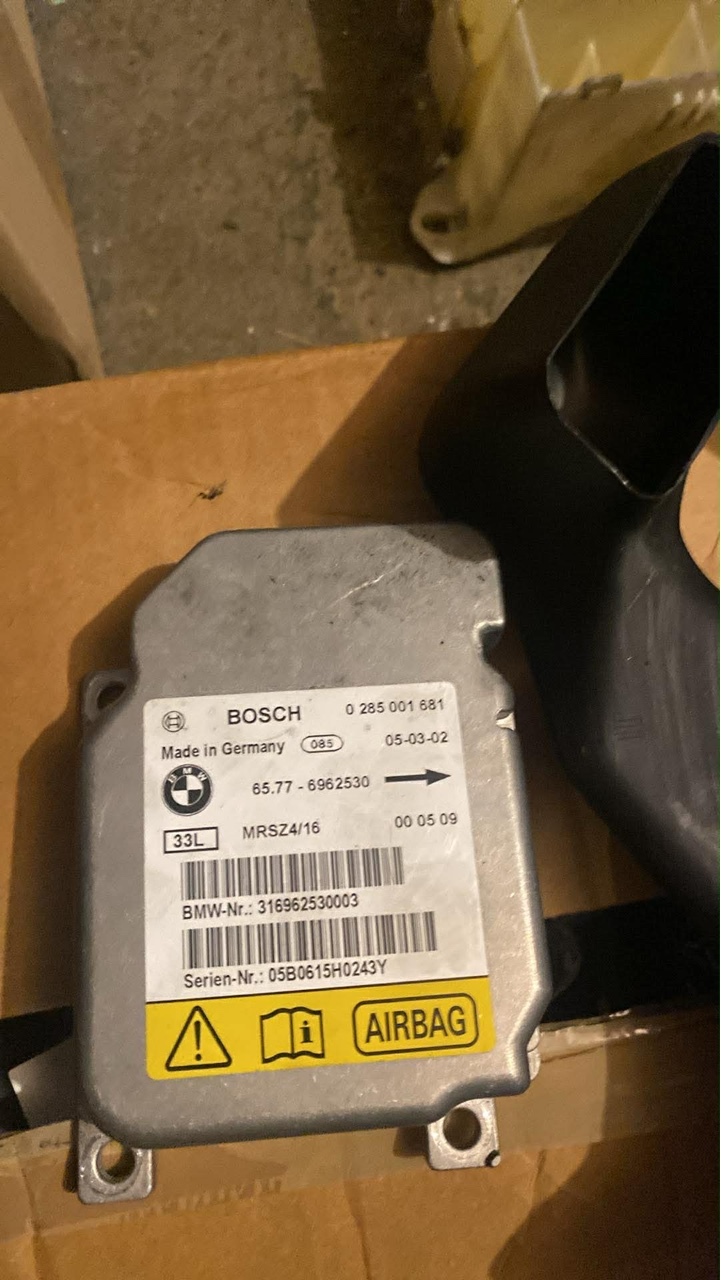 BOSCH 0 285 001 681
Made in Germany 085 05-03-02
BMW
65.77 - 6962530
33L MRSZ4/16 00 05 09
BMW-Nr.: 316962530003
Serien-Nr.: 05B0615H0243Y
! i AIRBAG